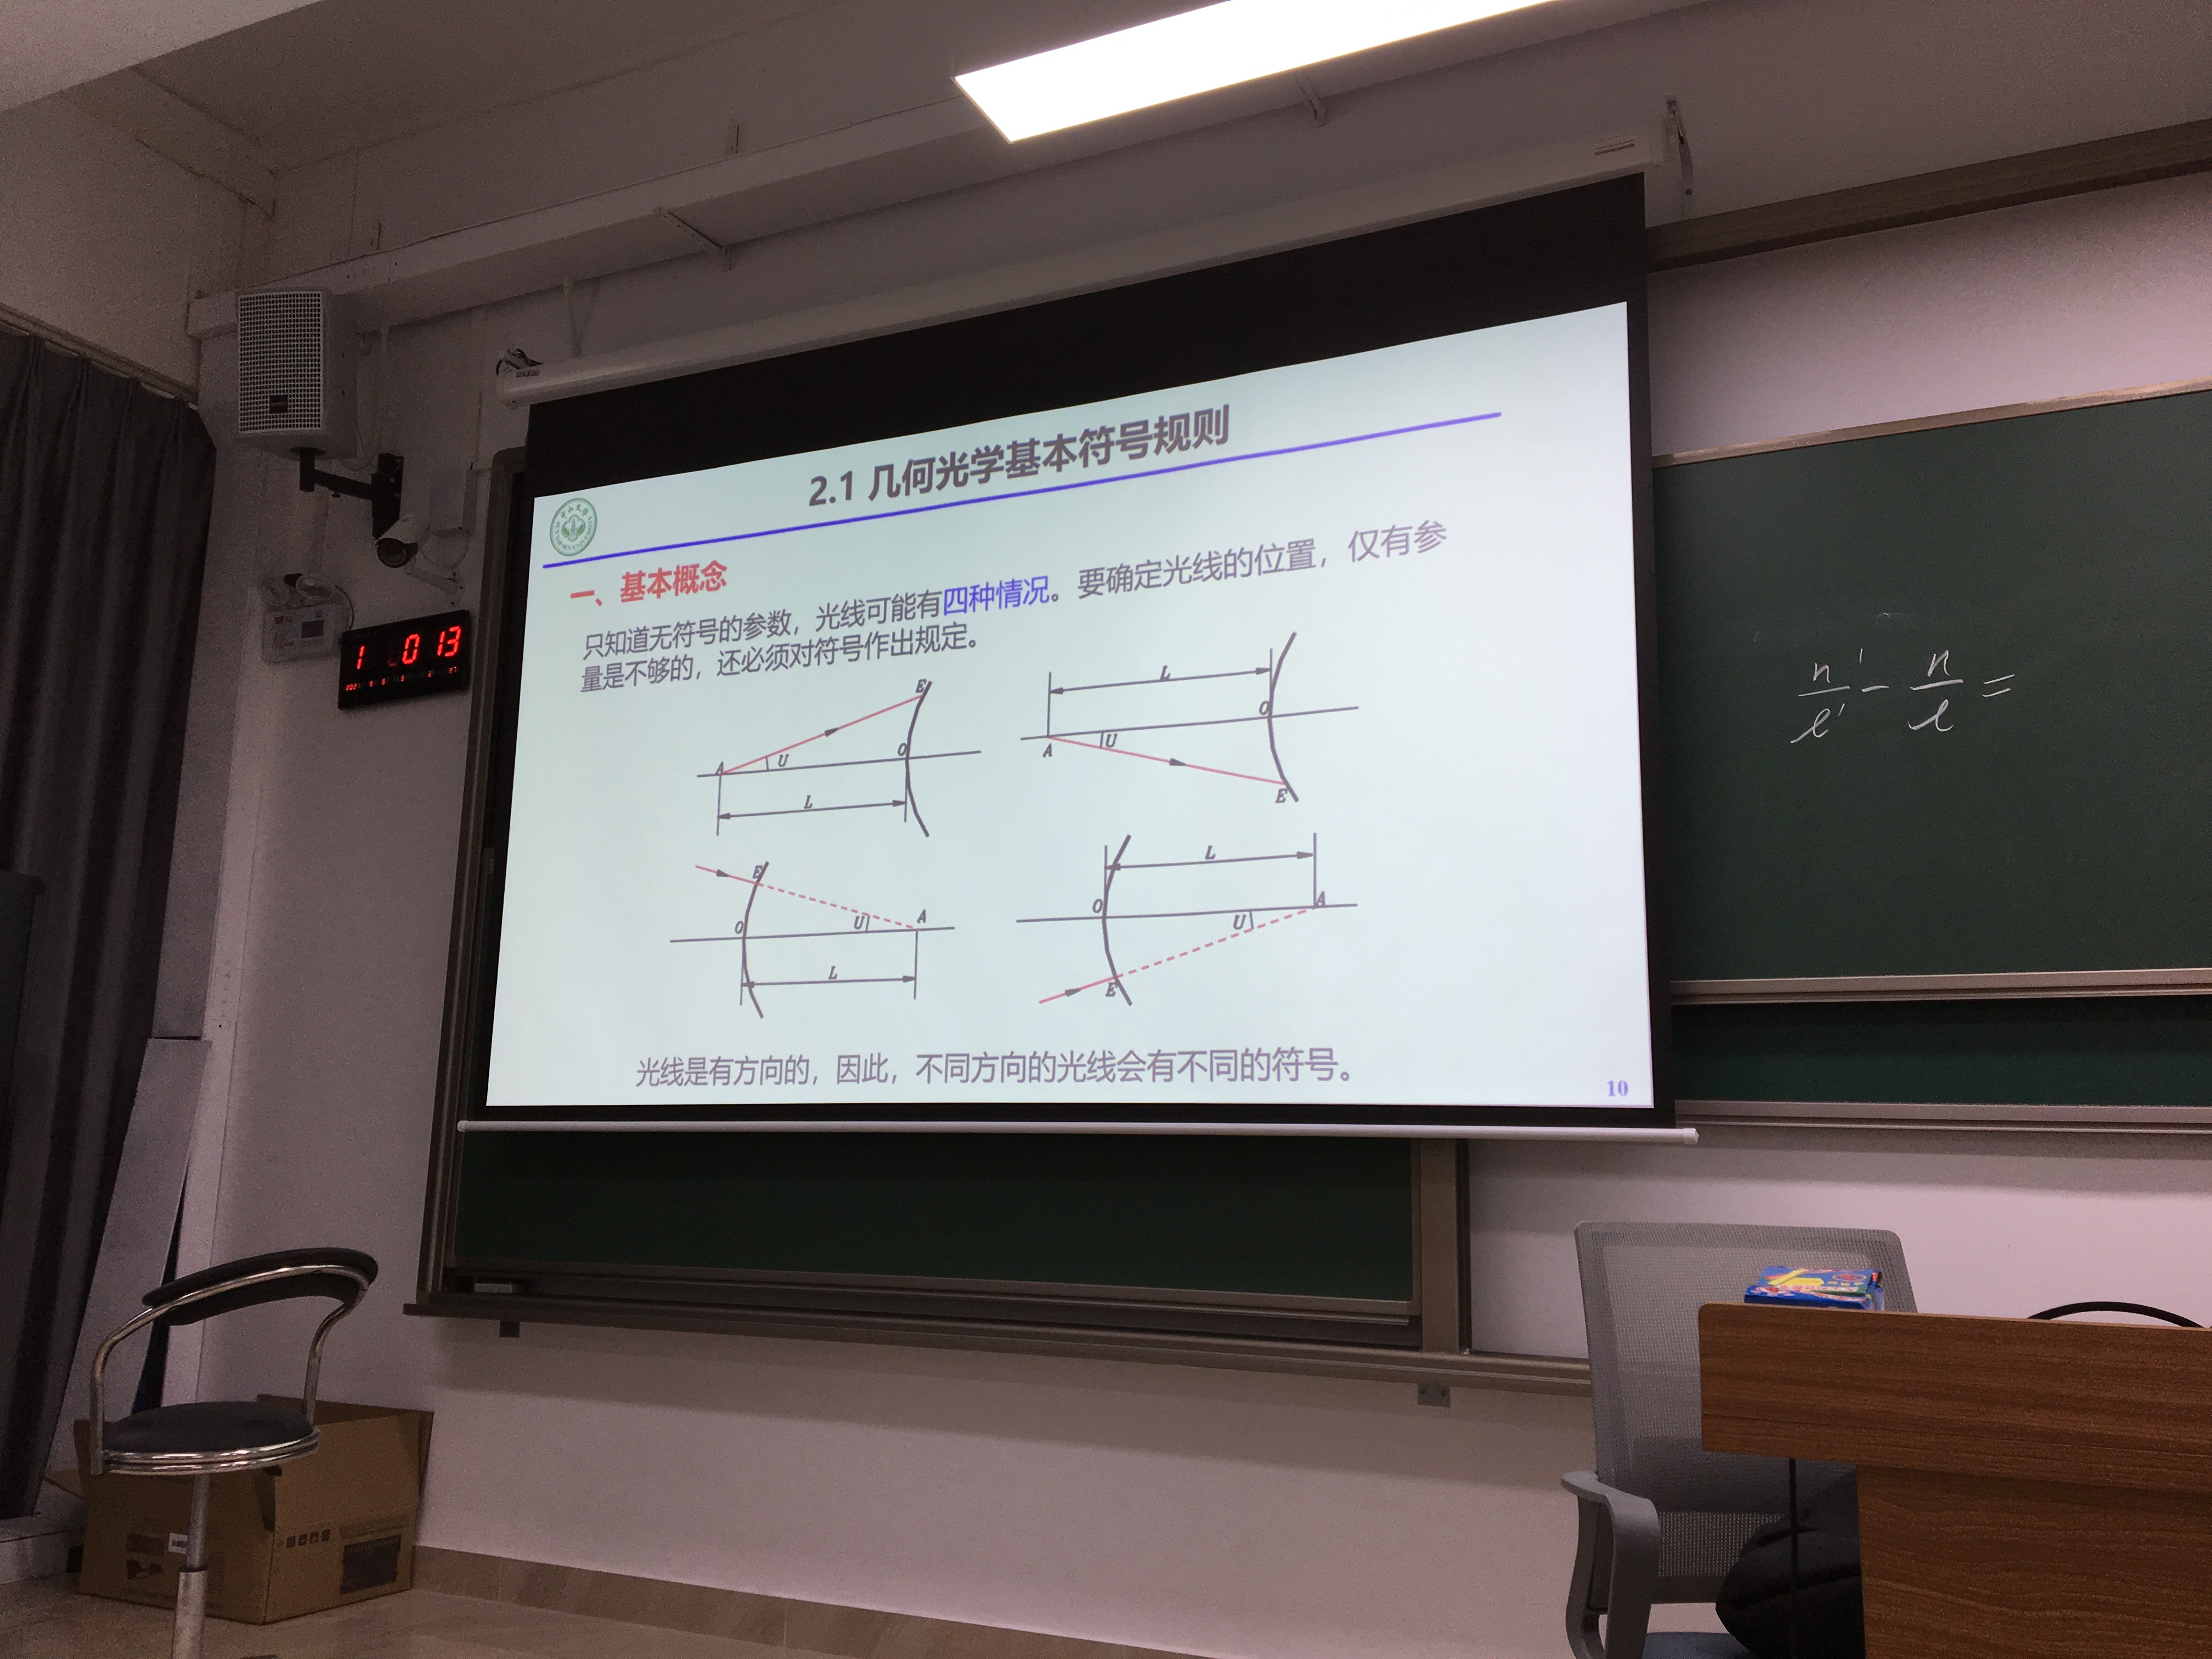 2.1 几何光学基本符号规则
一、基本概念
只知道无符号的参数，光线可能有四种情况。要确定光线的位置，仅有参
量是不够的，还必须对符号作出规定。
E
A
U
O
L
L
O
A
U
E
E
O
U
A
L
L
O
U
A
E
光线是有方向的，因此，不同方向的光线会有不同的符号。
10
n'/l' - n/l =
1 013